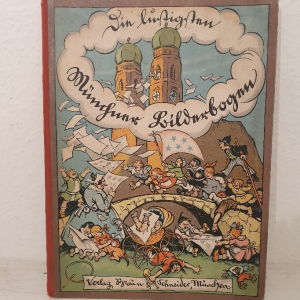 Die lustigsten
Münchner Bilderbogen
Verlag Braun & Schneider, München.